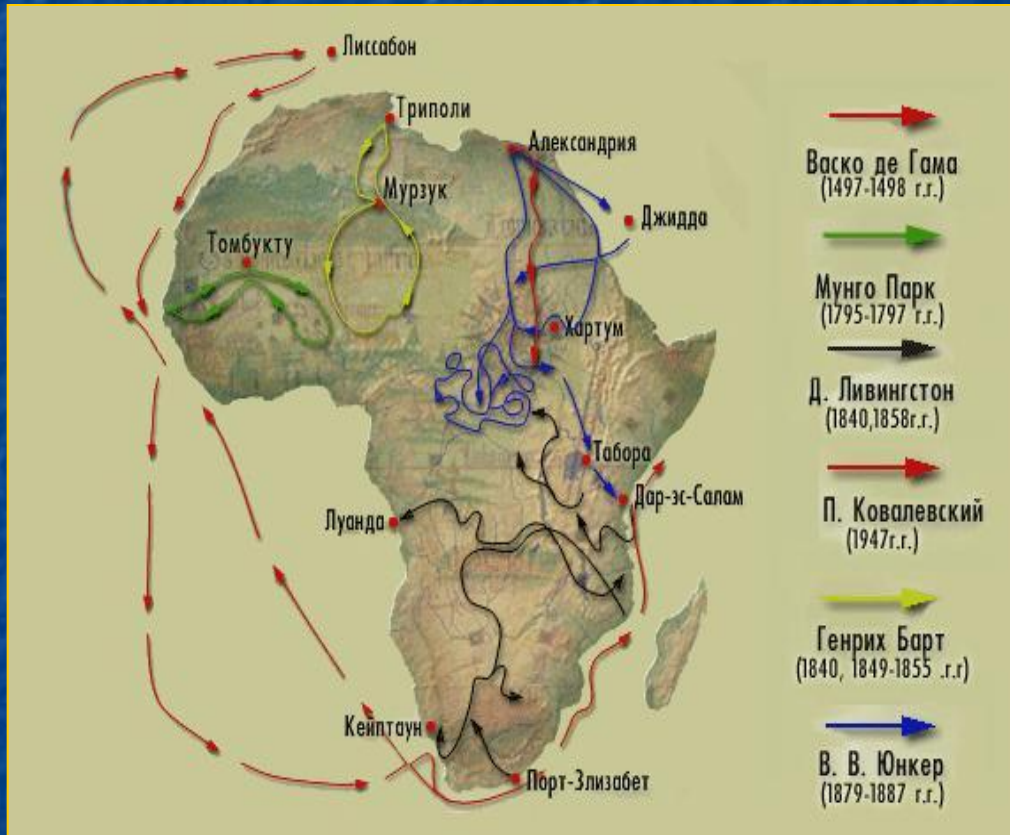 Лиссабон
Триполи
Александрия
Мурзук
Джидда
Томбукту
Хартум
Табора
Дар-эс-Салам
Луанда
Кейптаун
Порт-Злизабет
Васко де Гама
(1497-1498 г.г.)
Мунго Парк
(1795-1797 г.г.)
Д. Ливингстон
(1840,1858г.г.)
П. Ковалевский
(1947г.г.)
Генрих Барт
(1840, 1849-1855 .г.г)
В. В. Юнкер
(1879-1887 г.г.)